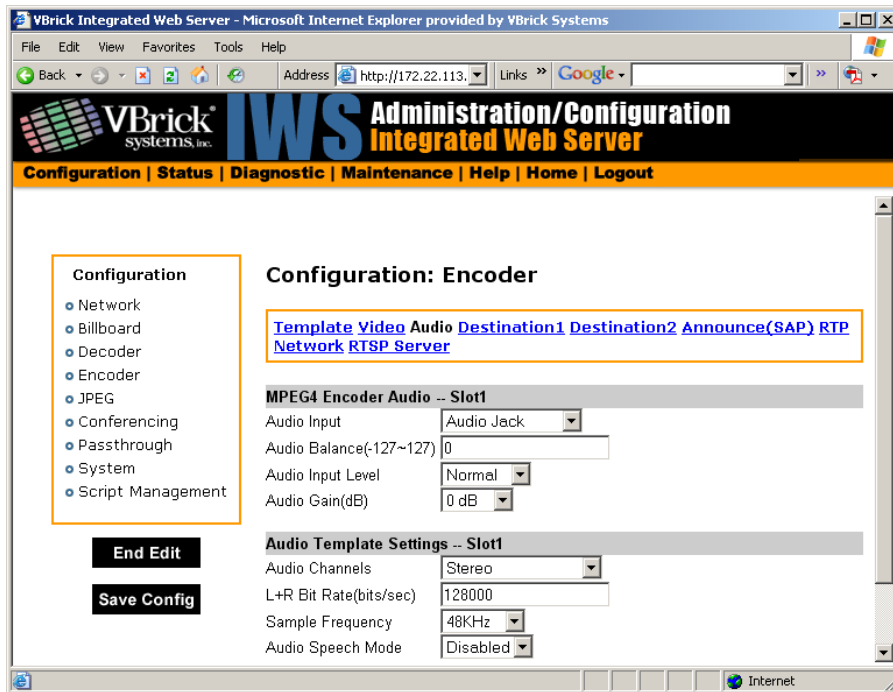 VBrick Integrated Web Server - Microsoft Internet Explorer provided by VBrick Systems
File Edit View Favorites Tools Help
Back Address http://172.22.113. Links » Google »
VBrick systems, inc. IWS Administration/Configuration
Integrated Web Server
Configuration | Status | Diagnostic | Maintenance | Help | Home | Logout
Configuration
Network
Billboard
Decoder
Encoder
JPEG
Conferencing
Passthrough
System
Script Management
End Edit
Save Config
Configuration: Encoder
Template Video Audio Destination1 Destination2 Announce(SAP) RTP
Network RTSP Server
MPEG4 Encoder Audio -- Slot1
Audio Input Audio Jack
Audio Balance(-127~127) 0
Audio Input Level Normal
Audio Gain(dB) 0 dB
Audio Template Settings -- Slot1
Audio Channels Stereo
L+R Bit Rate(bits/sec) 128000
Sample Frequency 48KHz
Audio Speech Mode Disabled
Internet